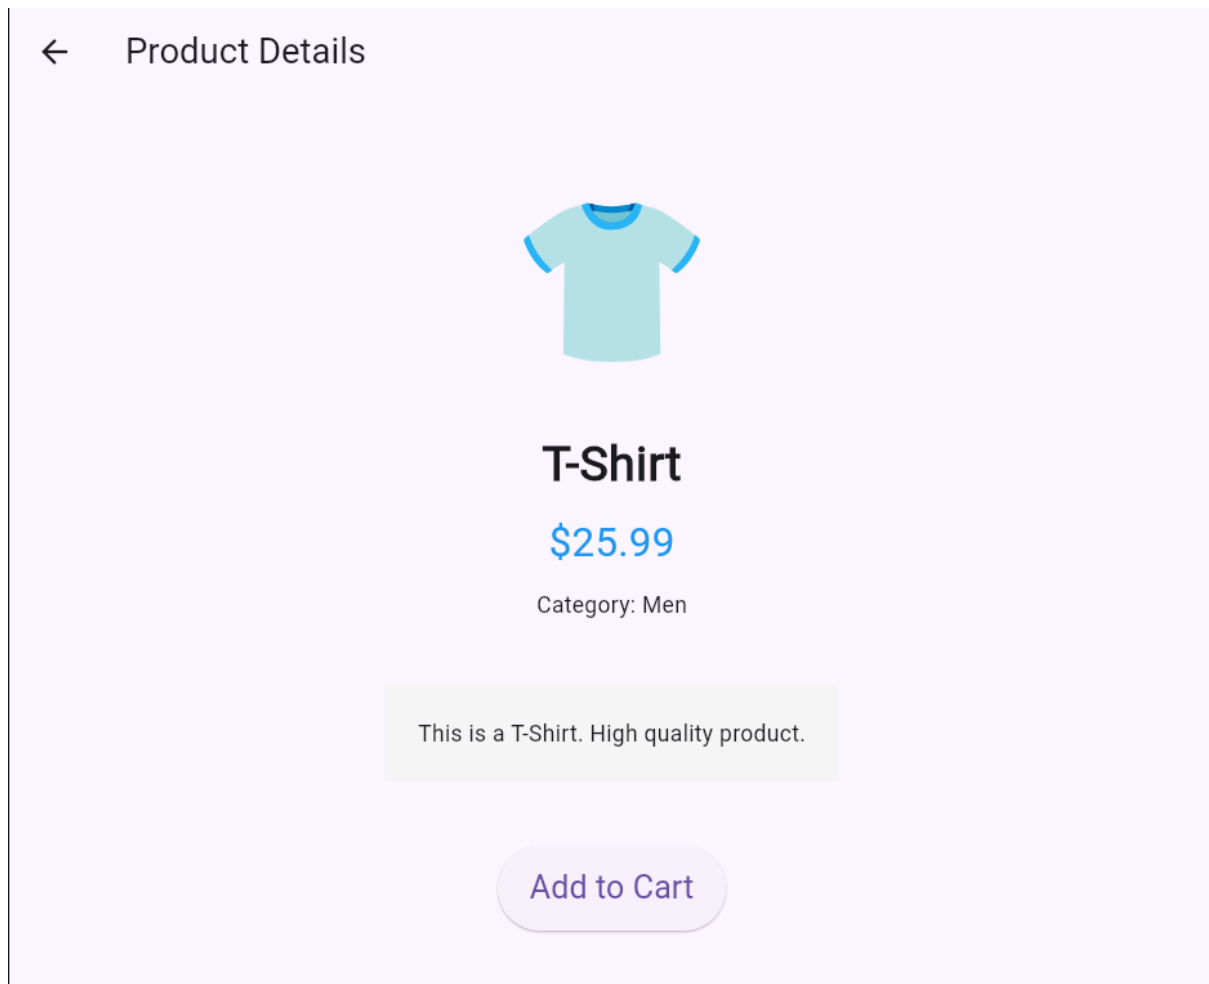 Product Details
T-Shirt
$25.99
Category: Men
This is a T-Shirt. High quality product.
Add to Cart